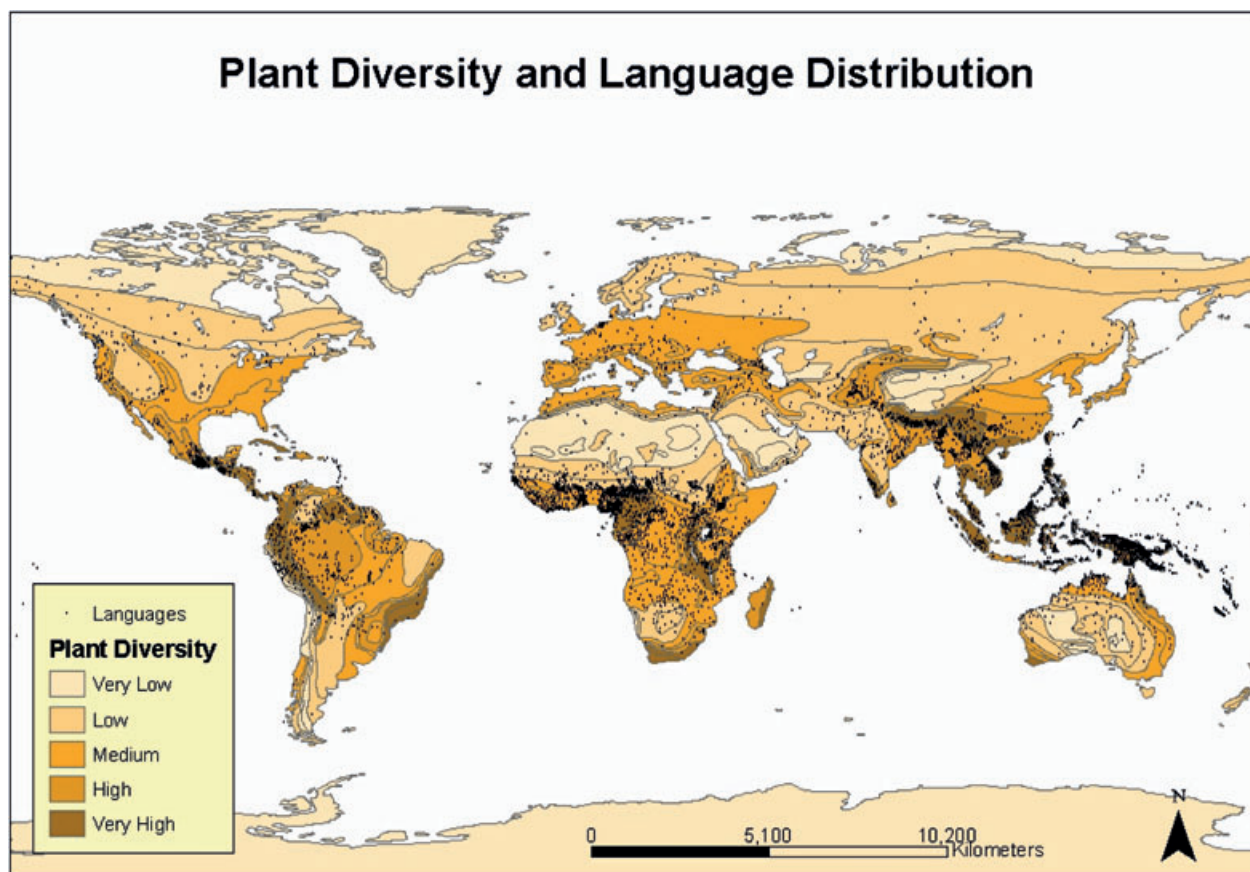 Plant Diversity and Language Distribution
Languages
Plant Diversity
Very Low
Low
Medium
High
Very High
0 5,100 10,200
Kilometers
N